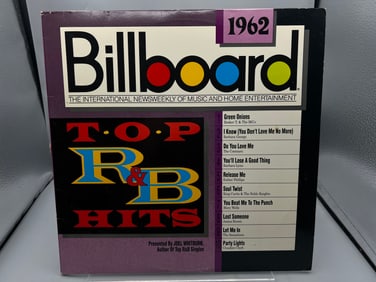 1962
Billboard
THE INTERNATIONAL NEWSWEEKLY OF MUSIC AND HOME ENTERTAINMENT
T·O·P
R&B
HITS
Presented By JOEL WHITBURN,
Author Of Top R&B Singles
Green Onions
Booker T. & The MG's
I Know (You Don't Love Me No More)
Barbara George
Do You Love Me
The Contours
You'll Lose A Good Thing
Barbara Lynn
Release Me
Esther Phillips
Soul Twist
King Curtis & The Noble Knights
You Beat Me To The Punch
Mary Wells
Lost Someone
James Brown
Let Me In
The Sensations
Party Lights
Claudine Clark